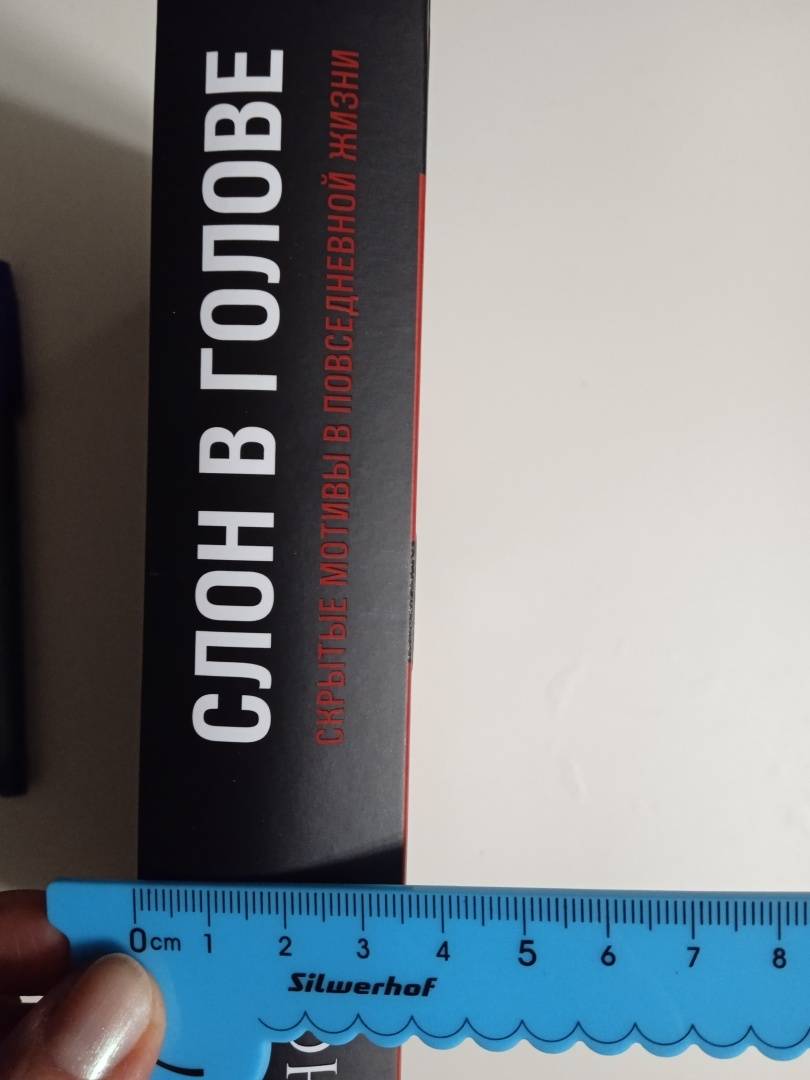 СЛОН В ГОЛОВЕ
СКРЫТЫЕ МОТИВЫ В ПОВСЕДНЕВНОЙ ЖИЗНИ
0cm 1 2 3 4 5 6 7 8
Silwerhof